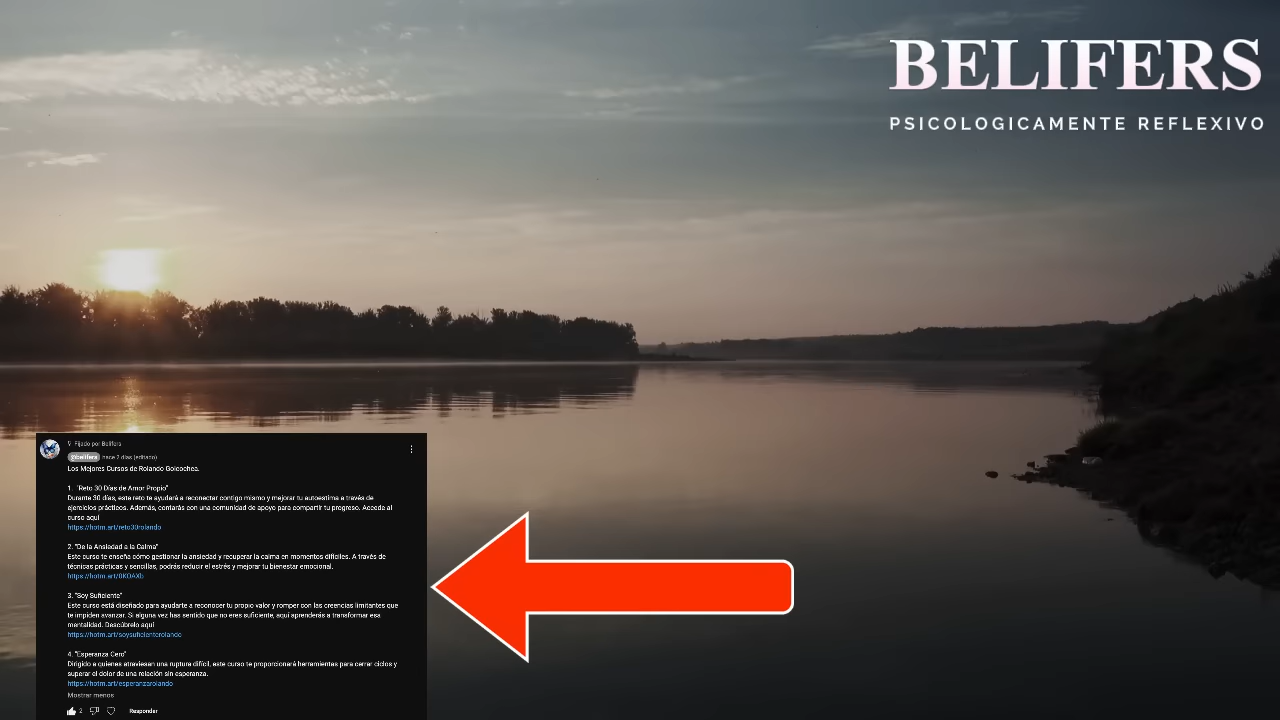 BELIFERS
PSICOLOGICAMENTE REFLEXIVO
Fijado por Belifers
@belifers hace 2 días (editado)
Los Mejores Cursos de Rolando Goicochea.
1. "Reto 30 Días de Amor Propio"
Durante 30 días, este reto te ayudará a reconectar contigo mismo y mejorar tu autoestima a través de
ejercicios prácticos. Además, contarás con una comunidad de apoyo para compartir tu progreso. Accede al
curso aquí
https://hotm.art/reto30rolando
2. "De la Ansiedad a la Calma"
Este curso te enseña cómo gestionar la ansiedad y recuperar la calma en momentos difíciles. A través de
técnicas prácticas y sencillas, podrás reducir el estrés y mejorar tu bienestar emocional.
https://hotm.art/0KOAXb
3. "Soy Suficiente"
Este curso está diseñado para ayudarte a reconocer tu propio valor y romper con las creencias limitantes que
te impiden avanzar. Si alguna vez has sentido que no eres suficiente, aquí aprenderás a transformar esa
mentalidad. Descúbrelo aquí
https://hotm.art/soysuficienterolando
4. "Esperanza Cero"
Dirigido a quienes atraviesan una ruptura difícil, este curso te proporcionará herramientas para cerrar ciclos y
superar el dolor de una relación sin esperanza.
https://hotm.art/esperanzarolando
Mostrar menos
2 Responder